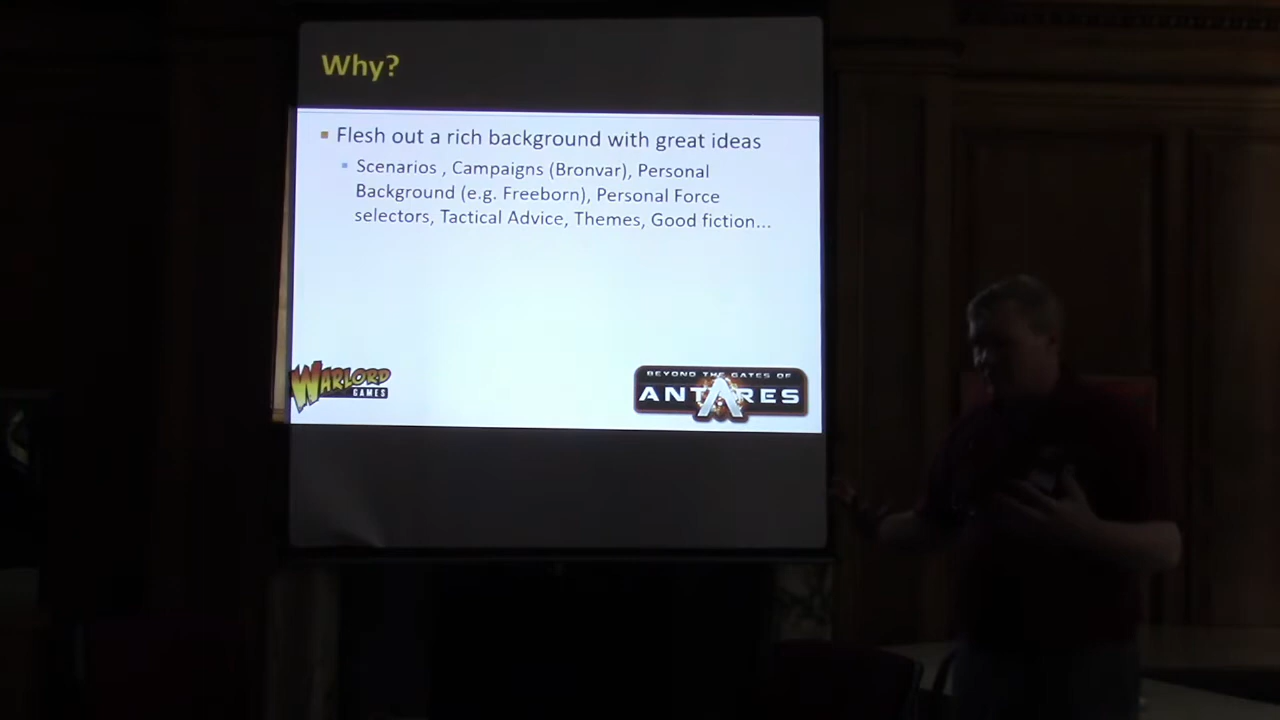 Why?
Flesh out a rich background with great ideas
Scenarios , Campaigns (Bronvar), Personal
Background (e.g. Freeborn), Personal Force
selectors, Tactical Advice, Themes, Good fiction...
WARLORD
GAMES
BEYOND THE GATES OF
ANTARES